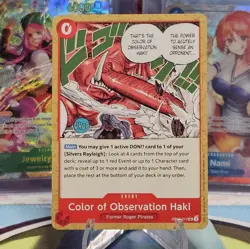 THAT'S THE
COLOR OF
OBSERVATION
HAKI.
THE POWER
TO ACUTELY
SENSE AN
OPPONENT...
0
Main You may give 1 active DON!! card to 1 of your
[Silvers Rayleigh]: Look at 4 cards from the top of your
deck; reveal up to 1 red Event or up to 1 Character card
with a cost of 3 or more and add it to your hand. Then,
place the rest at the bottom of your deck in any order.
EVENT
Color of Observation Haki
Former Roger Pirates
Jewelry
Nami